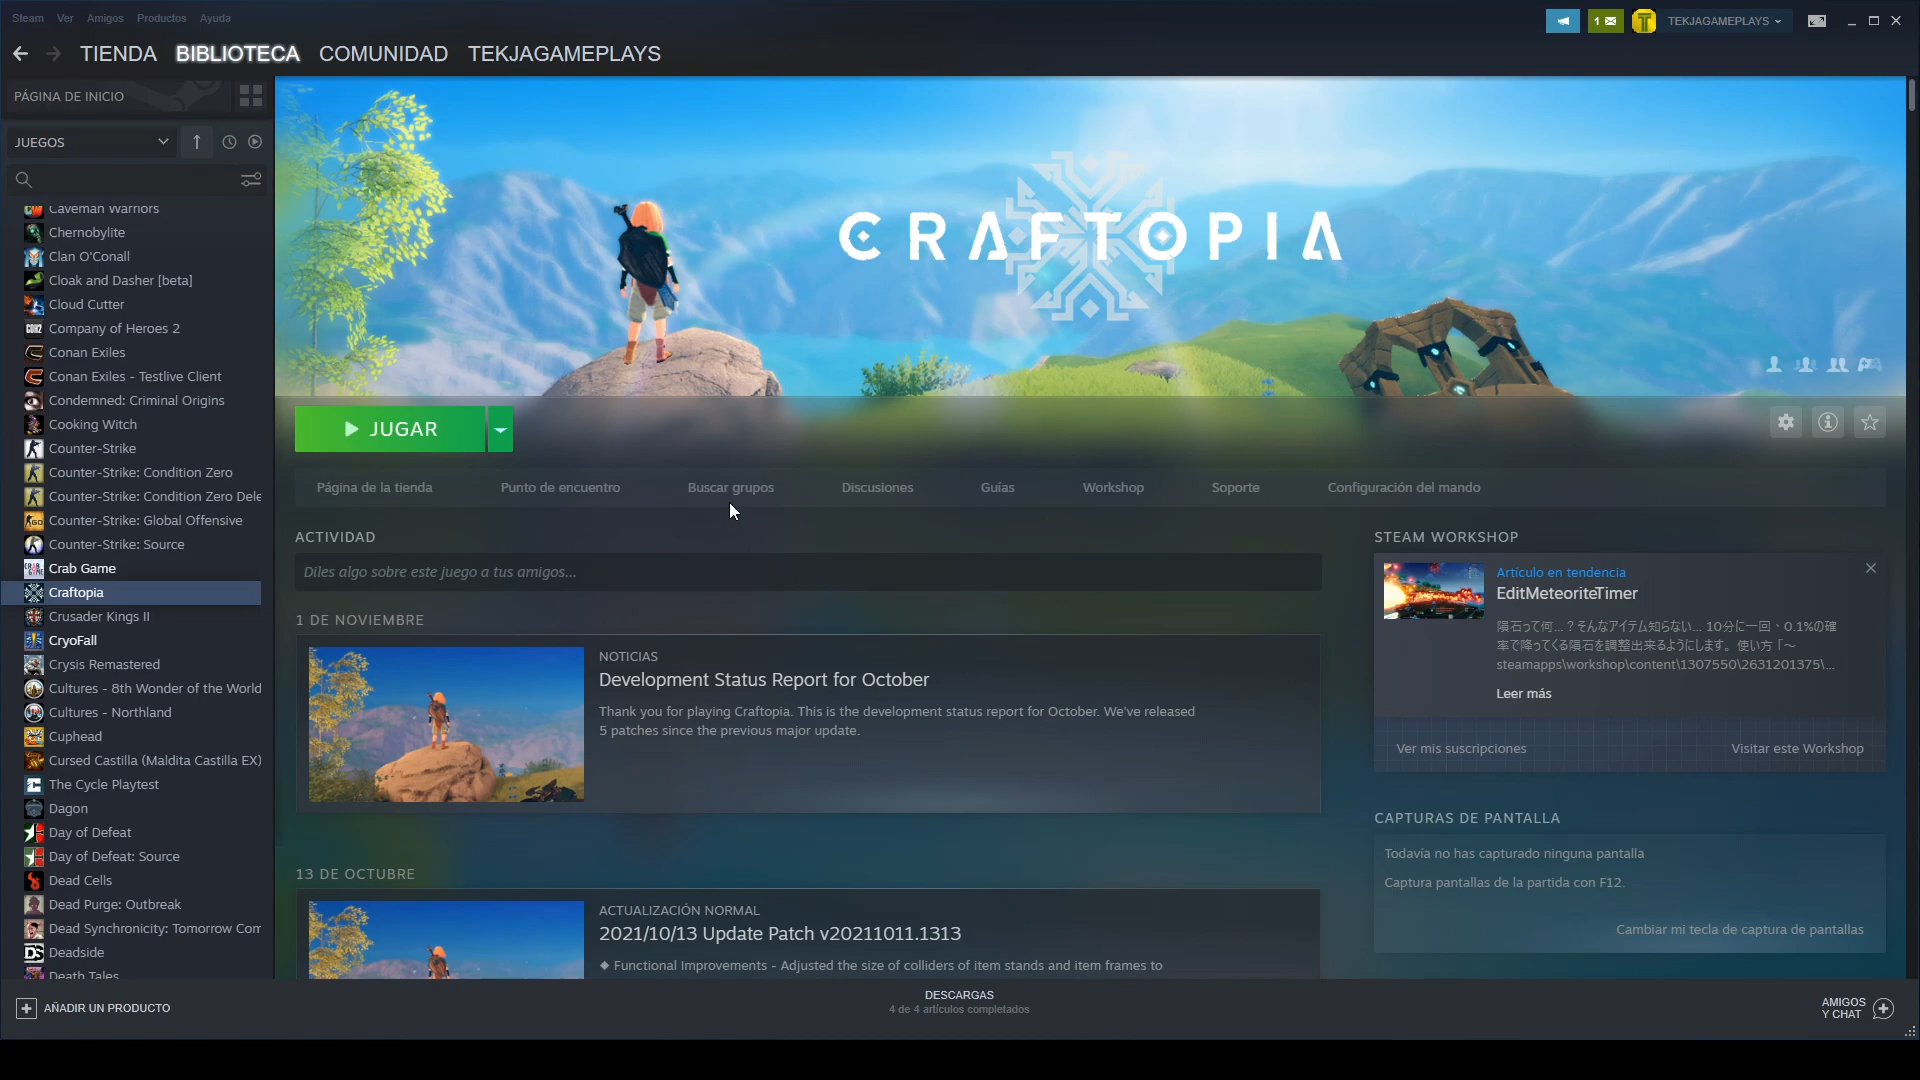 Steam Ver Amigos Productos Ayuda
1
TEKJAGAMEPLAYS
TIENDA BIBLIOTECA COMUNIDAD TEKJAGAMEPLAYS
PÁGINA DE INICIO
JUEGOS
Caveman Warriors
Chernobylite
Clan O'Conall
Cloak and Dasher [beta]
Cloud Cutter
Company of Heroes 2
Conan Exiles
Conan Exiles - Testlive Client
Condemned: Criminal Origins
Cooking Witch
Counter-Strike
Counter-Strike: Condition Zero
Counter-Strike: Condition Zero Dele
Counter-Strike: Global Offensive
Counter-Strike: Source
Crab Game
Craftopia
Crusader Kings II
CryoFall
Crysis Remastered
Cultures - 8th Wonder of the World
Cultures - Northland
Cuphead
Cursed Castilla (Maldita Castilla EX)
The Cycle Playtest
Dagon
Day of Defeat
Day of Defeat: Source
Dead Cells
Dead Purge: Outbreak
Dead Synchronicity: Tomorrow Com
Deadside
Death Tales
CRAFTOPIA
JUGAR
Página de la tienda Punto de encuentro Buscar grupos Discusiones Guías Workshop Soporte Configuración del mando
ACTIVIDAD
Diles algo sobre este juego a tus amigos...
1 DE NOVIEMBRE
NOTICIAS
Development Status Report for October
Thank you for playing Craftopia. This is the development status report for October. We've released
5 patches since the previous major update.
13 DE OCTUBRE
ACTUALIZACIÓN NORMAL
2021/10/13 Update Patch v20211011.1313
◆ Functional Improvements - Adjusted the size of colliders of item stands and item frames to
STEAM WORKSHOP
Artículo en tendencia
EditMeteoriteTimer
隕石って何...？そんなアイテム知らない... 10分に一回、0.1%の確
率で降ってくる隕石を調整出来るようにします。使い方「～
steamapps\workshop\content\1307550\2631201375\...
Leer más
Ver mis suscripciones Visitar este Workshop
CAPTURAS DE PANTALLA
Todavía no has capturado ninguna pantalla
Captura pantallas de la partida con F12.
Cambiar mi tecla de captura de pantallas
AÑADIR UN PRODUCTO
DESCARGAS
4 de 4 artículos completados
AMIGOS
Y CHAT